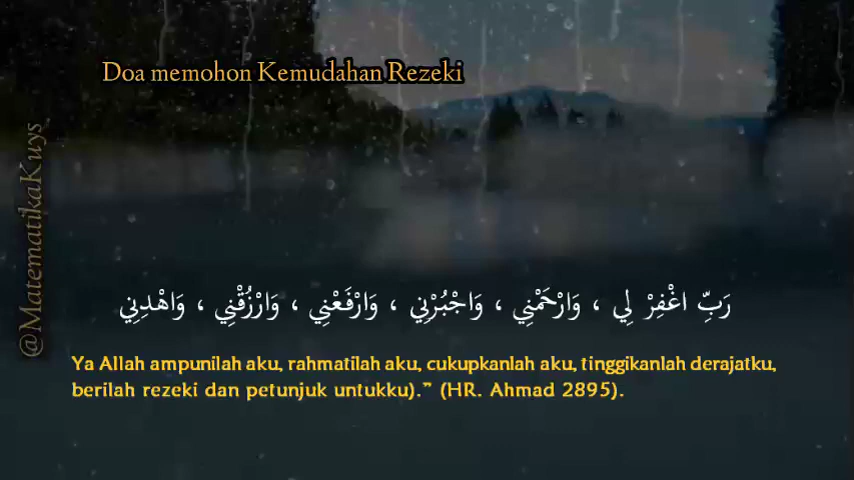 Doa memohon Kemudahan Rezeki
@MatematikaKuys
رَبِّ اغْفِرْ لِي ، وَارْحَمْنِي ، وَاجْبُرْنِي ، وَارْفَعْنِي ، وَارْزُقْنِي ، وَاهْدِنِي
Ya Allah ampunilah aku, rahmatilah aku, cukupkanlah aku, tinggikanlah derajatku,
berilah rezeki dan petunjuk untukku).” (HR. Ahmad 2895).